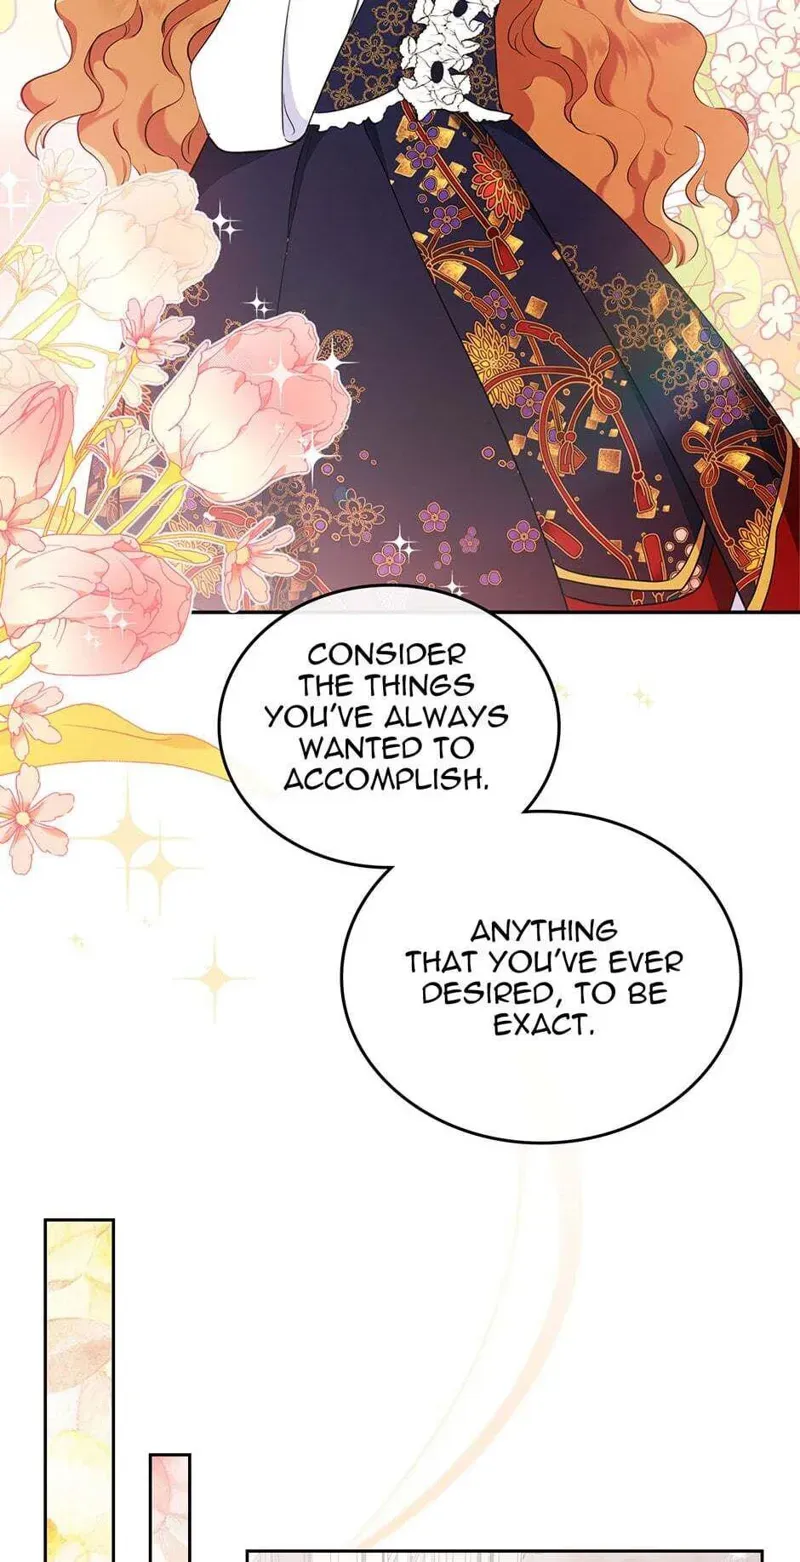 CONSIDER
THE THINGS
YOU'VE ALWAYS
WANTED TO
ACCOMPLISH.
ANYTHING
THAT YOU'VE EVER
DESIRED, TO BE
EXACT.